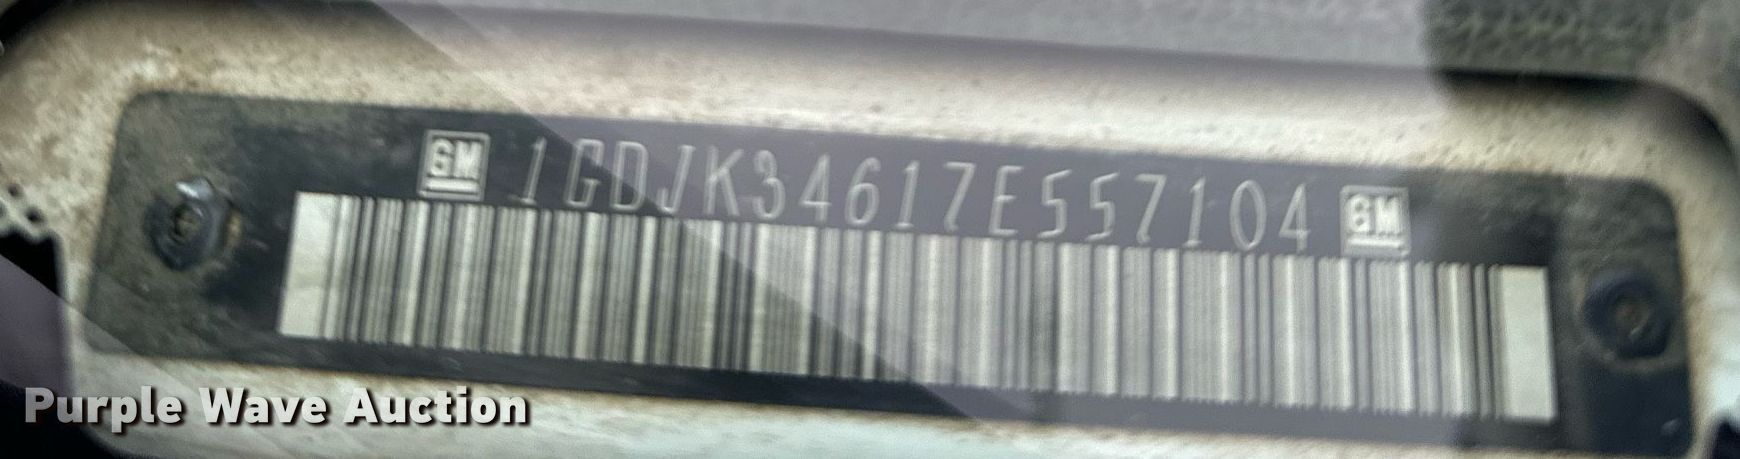 GM 1GDJK34617E557104 GM
Purple Wave Auction